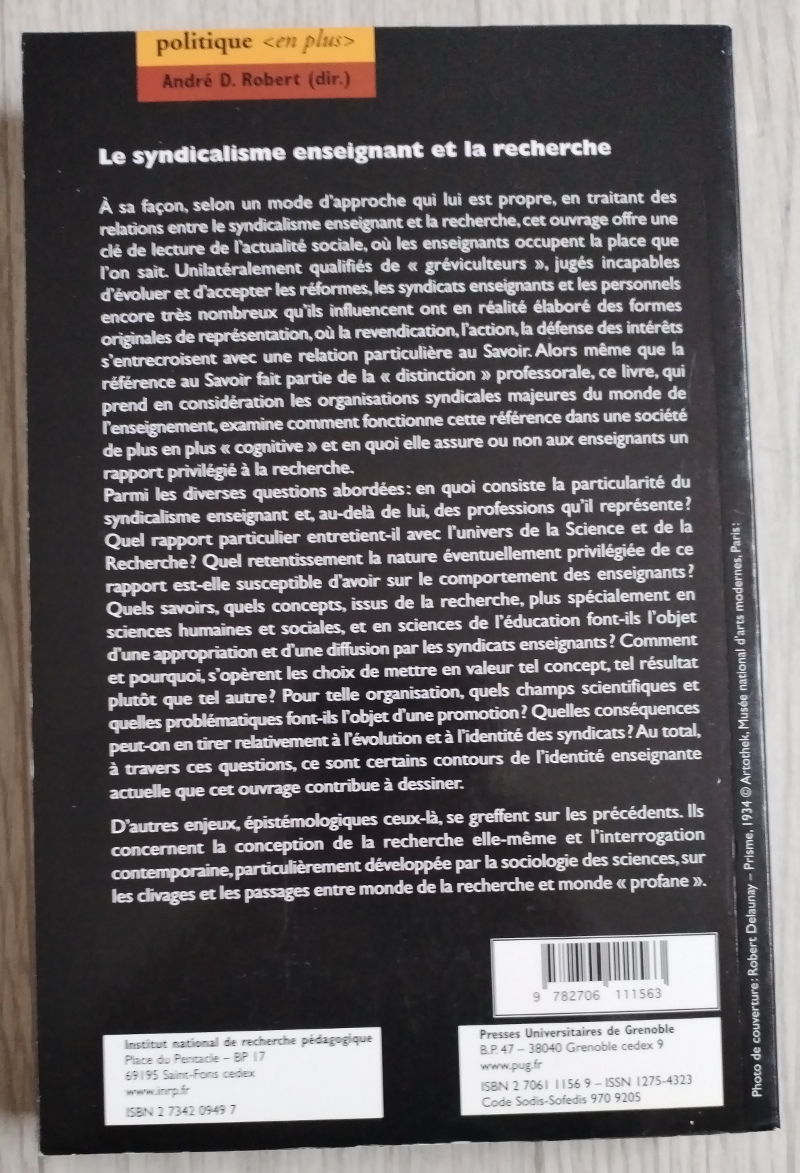 politique <en plus>
André D. Robert (dir.)
Le syndicalisme enseignant et la recherche
À sa façon, selon un mode d'approche qui lui est propre, en traitant des
relations entre le syndicalisme enseignant et la recherche, cet ouvrage offre une
clé de lecture de l'actualité sociale, où les enseignants occupent la place que
l'on sait. Unilatéralement qualifiés de « gréviculteurs », jugés incapables
d'évoluer et d'accepter les réformes, les syndicats enseignants et les personnels
encore très nombreux qu'ils influencent ont en réalité élaboré des formes
originales de représentation, où la revendication, l'action, la défense des intérêts
s'entrecroisent avec une relation particulière au Savoir. Alors même que la
référence au Savoir fait partie de la « distinction » professorale, ce livre, qui
prend en considération les organisations syndicales majeures du monde de
l'enseignement, examine comment fonctionne cette référence dans une société
de plus en plus « cognitive » et en quoi elle assure ou non aux enseignants un
rapport privilégié à la recherche.
Parmi les diverses questions abordées : en quoi consiste la particularité du
syndicalisme enseignant et, au-delà de lui, des professions qu'il représente ?
Quel rapport particulier entretient-il avec l'univers de la Science et de la
Recherche ? Quel retentissement la nature éventuellement privilégiée de ce
rapport est-elle susceptible d'avoir sur le comportement des enseignants ?
Quels savoirs, quels concepts, issus de la recherche, plus spécialement en
sciences humaines et sociales, et en sciences de l'éducation font-ils l'objet
d'une appropriation et d'une diffusion par les syndicats enseignants ? Comment
et pourquoi, s'opèrent les choix de mettre en valeur tel concept, tel résultat
plutôt que tel autre ? Pour telle organisation, quels champs scientifiques et
quelles problématiques font-ils l'objet d'une promotion ? Quelles conséquences
peut-on en tirer relativement à l'évolution et à l'identité des syndicats ? Au total,
à travers ces questions, ce sont certains contours de l'identité enseignante
actuelle que cet ouvrage contribue à dessiner.
D'autres enjeux, épistémologiques ceux-là, se greffent sur les précédents. Ils
concernent la conception de la recherche elle-même et l'interrogation
contemporaine, particulièrement développée par la sociologie des sciences, sur
les clivages et les passages entre monde de la recherche et monde « profane ».
9 782706 111563
Institut national de recherche pédagogique
Place du Pentacle – BP 17
69195 Saint-Fons cedex
www.inrp.fr
ISBN 2 7342 0949 7
Presses Universitaires de Grenoble
B.P. 47 – 38040 Grenoble cedex 9
www.pug.fr
ISBN 2 7061 1156 9 – ISSN 1275-4323
Code Sodis-Sofedis 970 9205
Photo de couverture : Robert Delaunay – Prisme, 1934 © Artothek, Musée national d'arts modernes, Paris :